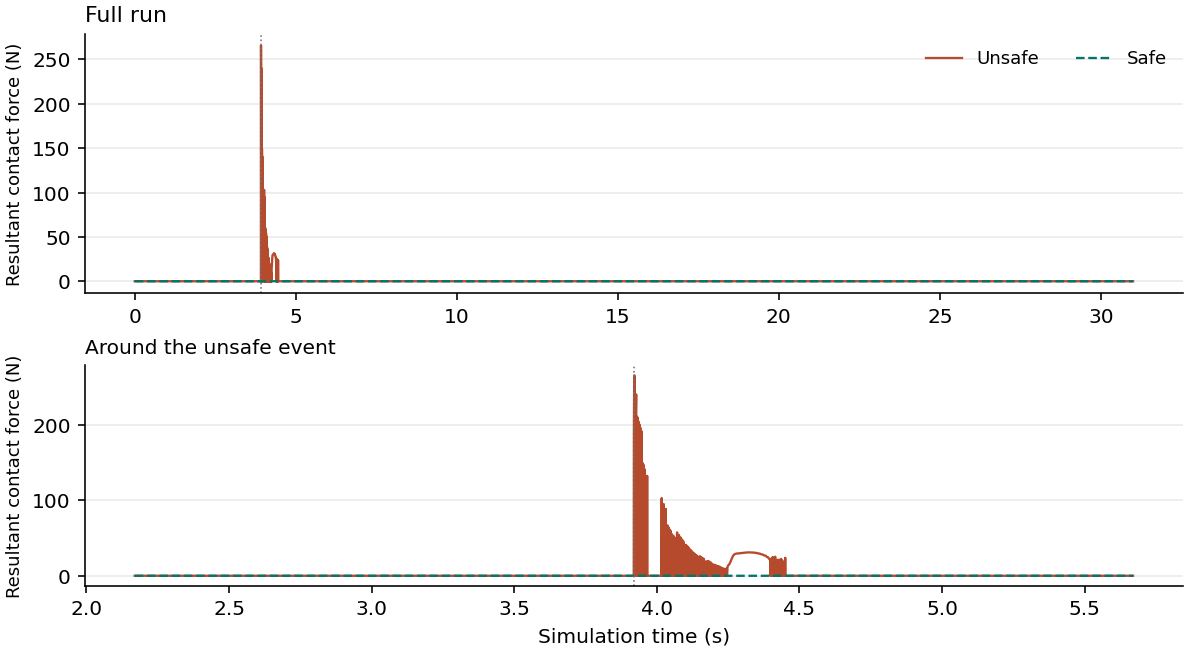 Full run
Resultant contact force (N)
250
200
150
100
50
0
Unsafe
Safe
0 5 10 15 20 25 30
Around the unsafe event
Resultant contact force (N)
200
100
0
2.0 2.5 3.0 3.5 4.0 4.5 5.0 5.5
Simulation time (s)